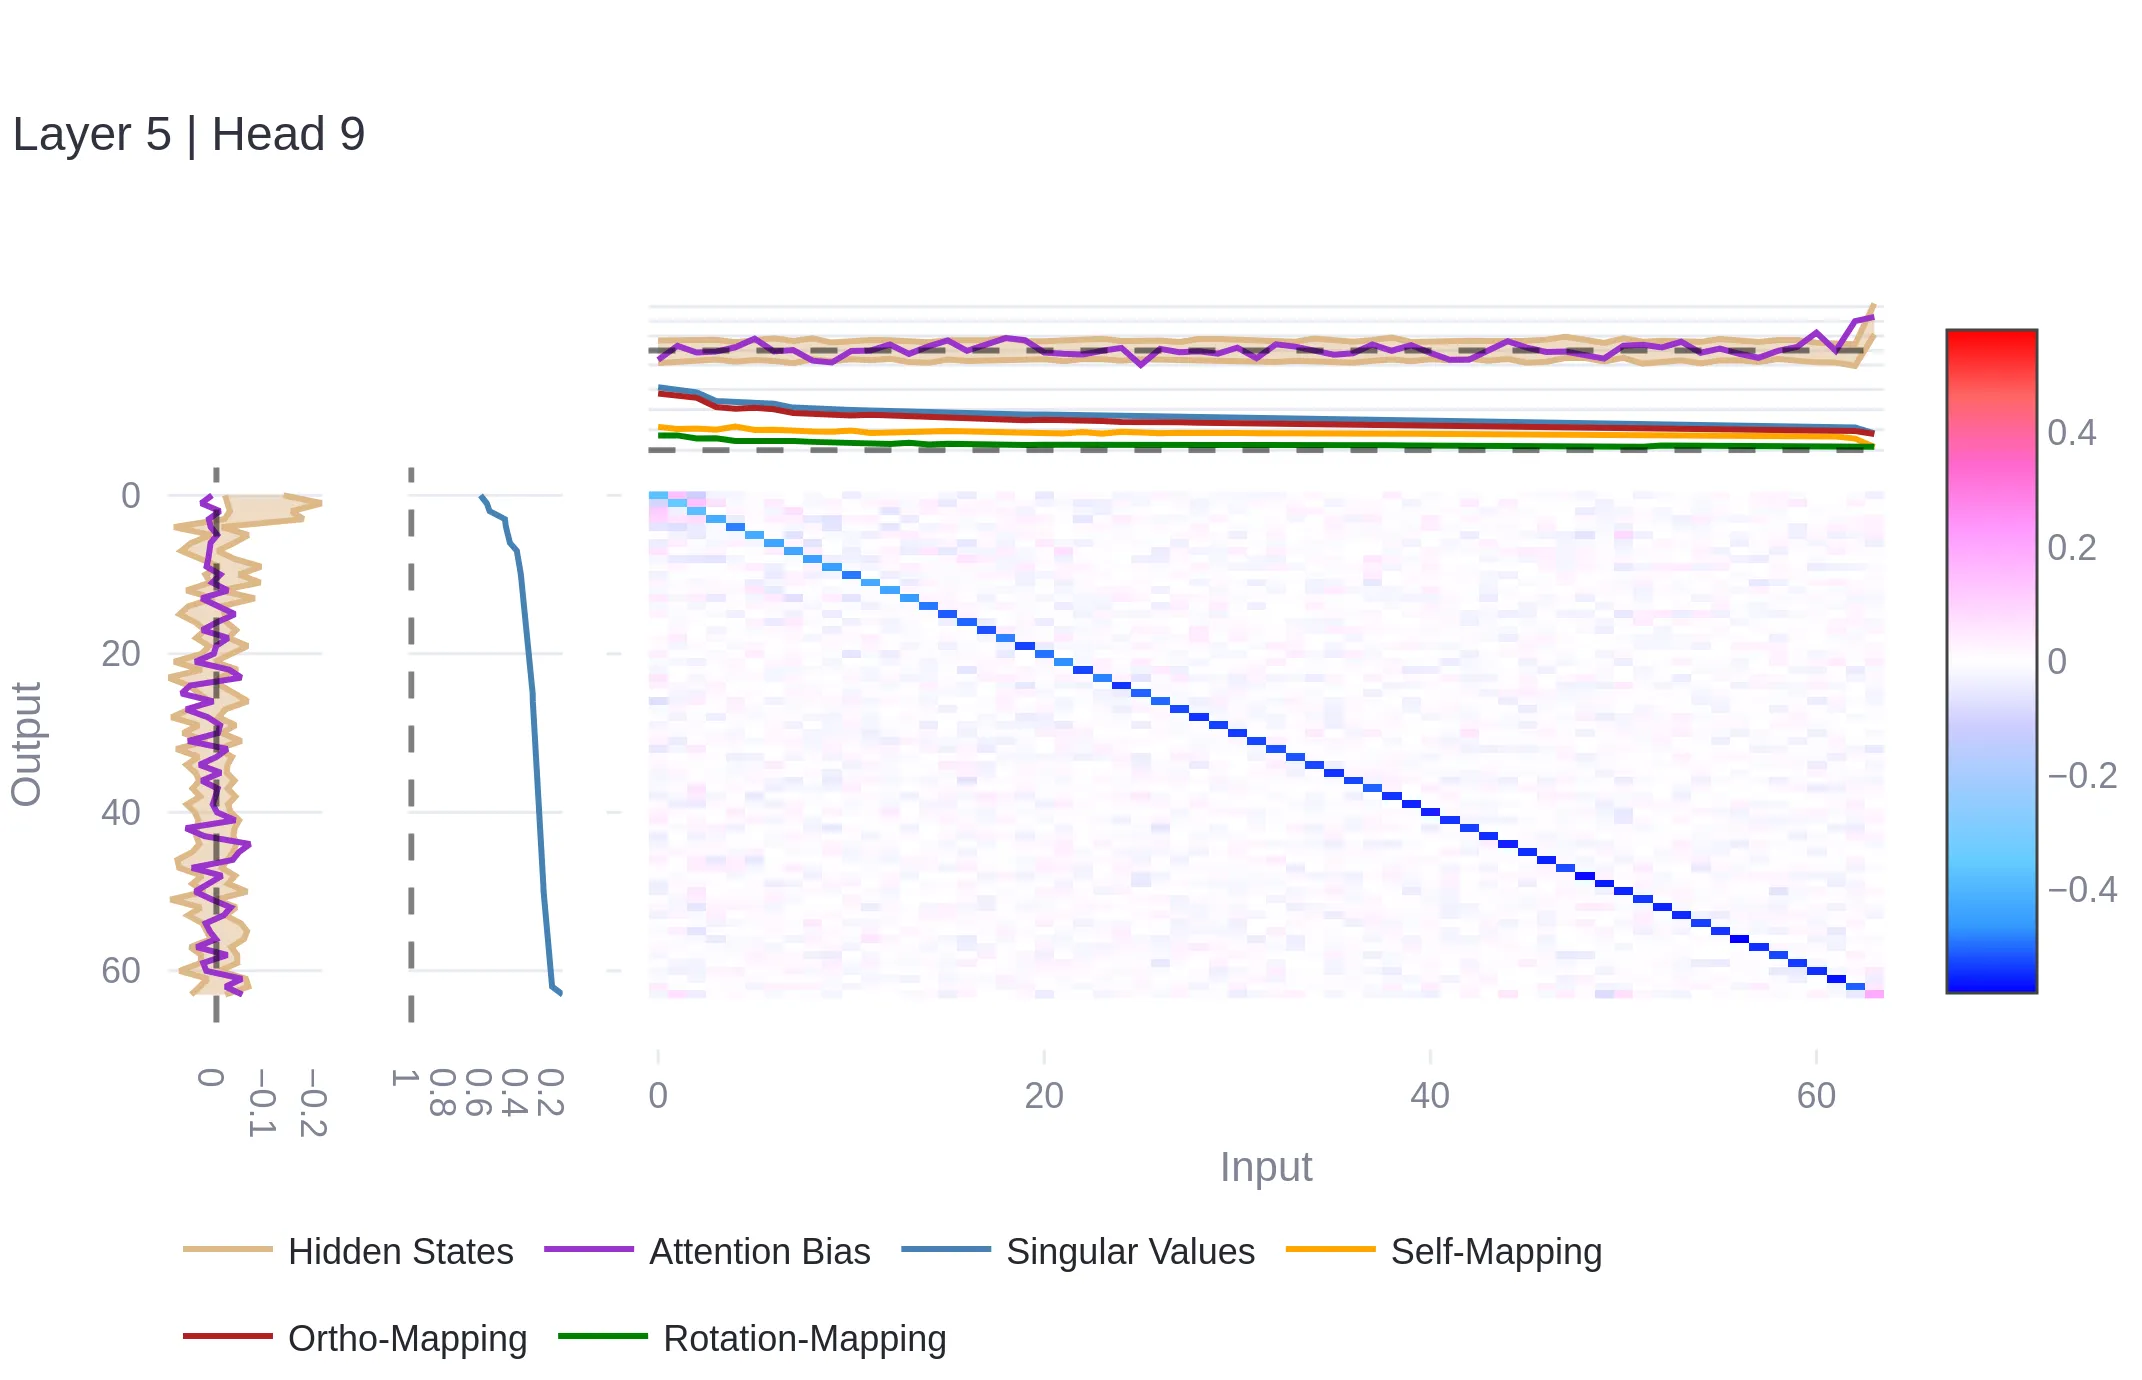 Layer 5 | Head 9
0
20
40
60
Output
0
−0.1
−0.2
1
0.8
0.6
0.4
0.2
0
20
40
60
Input
0.4
0.2
0
−0.2
−0.4
Hidden States
Attention Bias
Singular Values
Self-Mapping
Ortho-Mapping
Rotation-Mapping